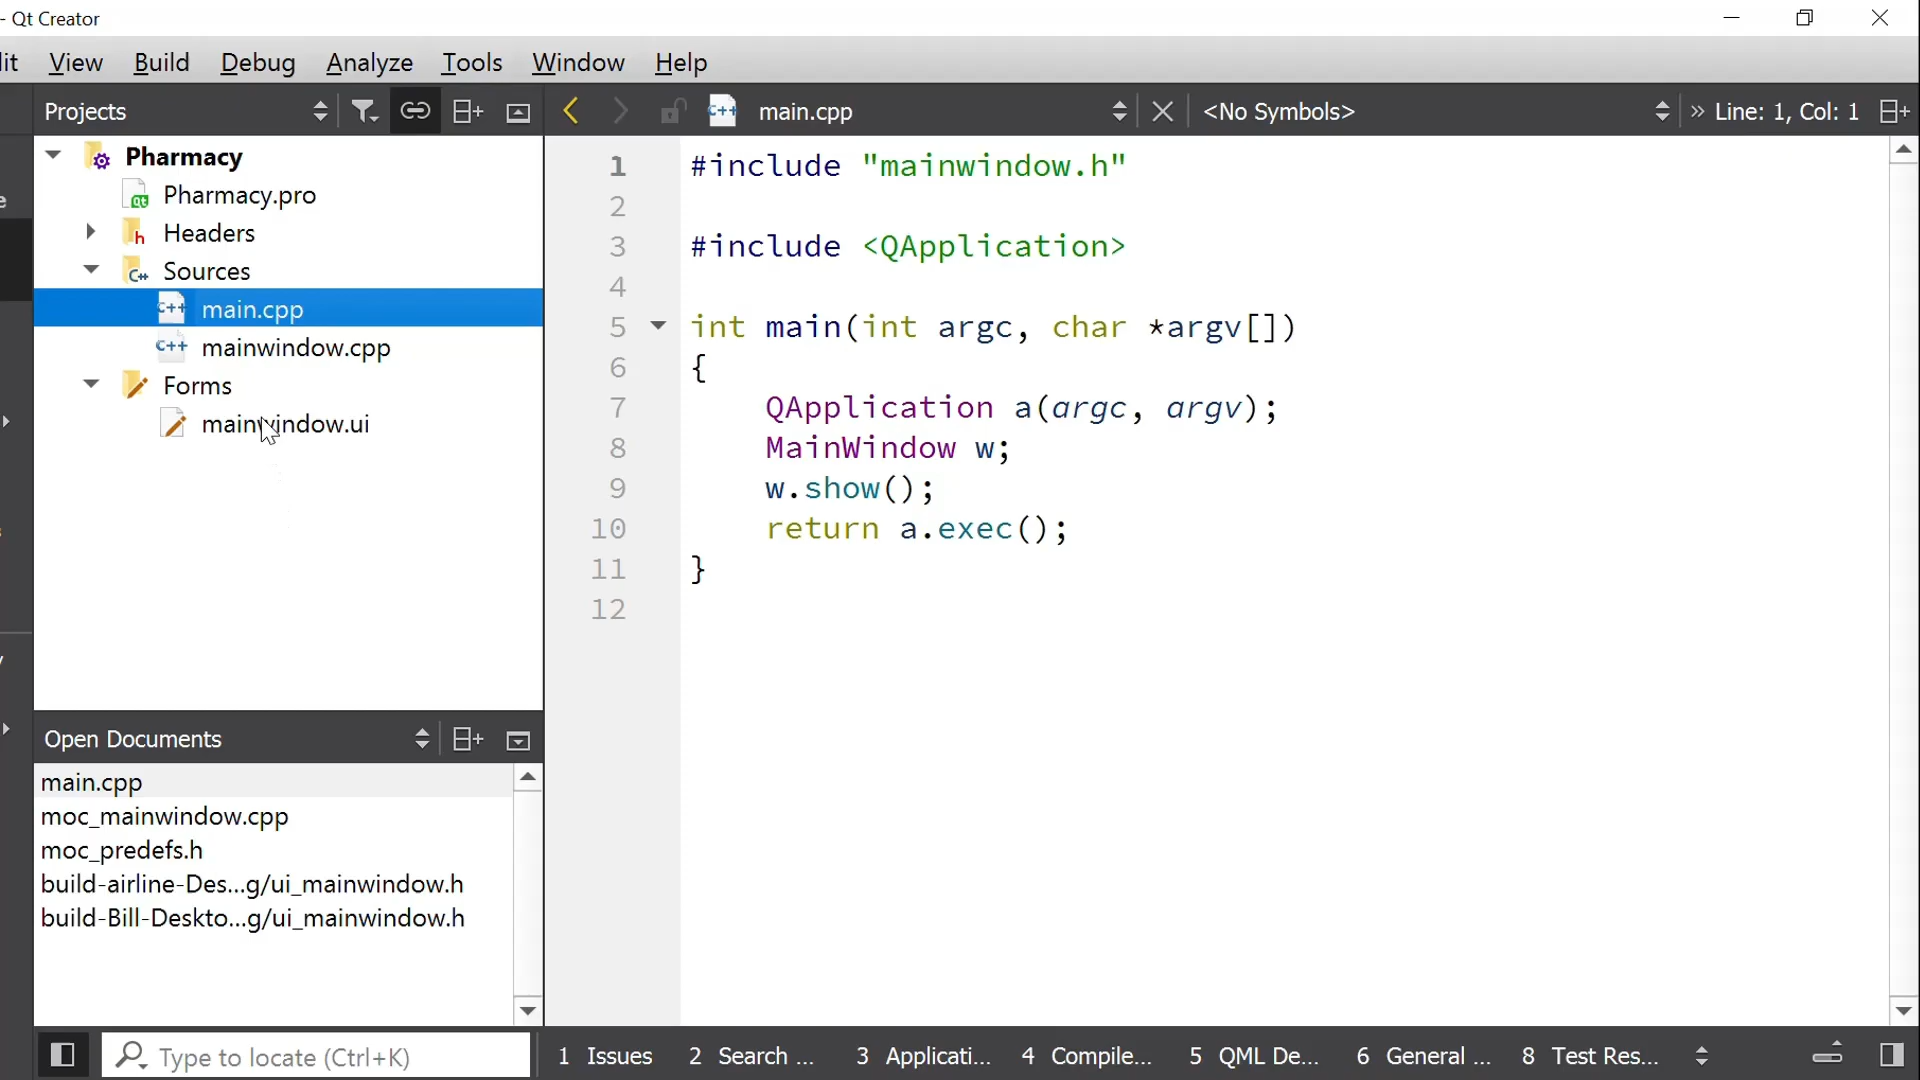 - Qt Creator
it View Build Debug Analyze Tools Window Help
Projects
main.cpp
<No Symbols>
» Line: 1, Col: 1
Pharmacy
Pharmacy.pro
Headers
Sources
main.cpp
mainwindow.cpp
Forms
mainwindow.ui
1 #include "mainwindow.h"
2
3 #include <QApplication>
4
5 int main(int argc, char *argv[])
6 {
7 QApplication a(argc, argv);
8 MainWindow w;
9 w.show();
10 return a.exec();
11 }
12
Open Documents
main.cpp
moc_mainwindow.cpp
moc_predefs.h
build-airline-Des...g/ui_mainwindow.h
build-Bill-Deskto...g/ui_mainwindow.h
Type to locate (Ctrl+K)
1 Issues 2 Search ... 3 Applicati... 4 Compile... 5 QML De... 6 General ... 8 Test Res...